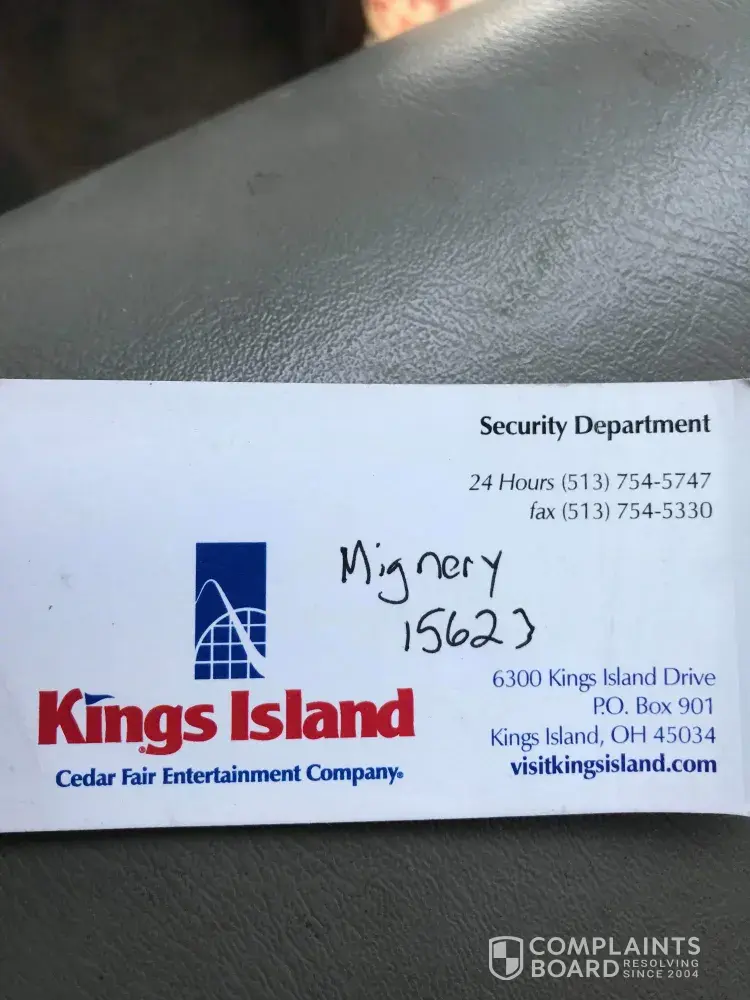 Security Department
24 Hours (513) 754-5747
fax (513) 754-5330
Mignery
15623
Kings Island
Cedar Fair Entertainment Company®
6300 Kings Island Drive
P.O. Box 901
Kings Island, OH 45034
visitkingsisland.com
COMPLAINTS
BOARD RESOLVING
SINCE 2004